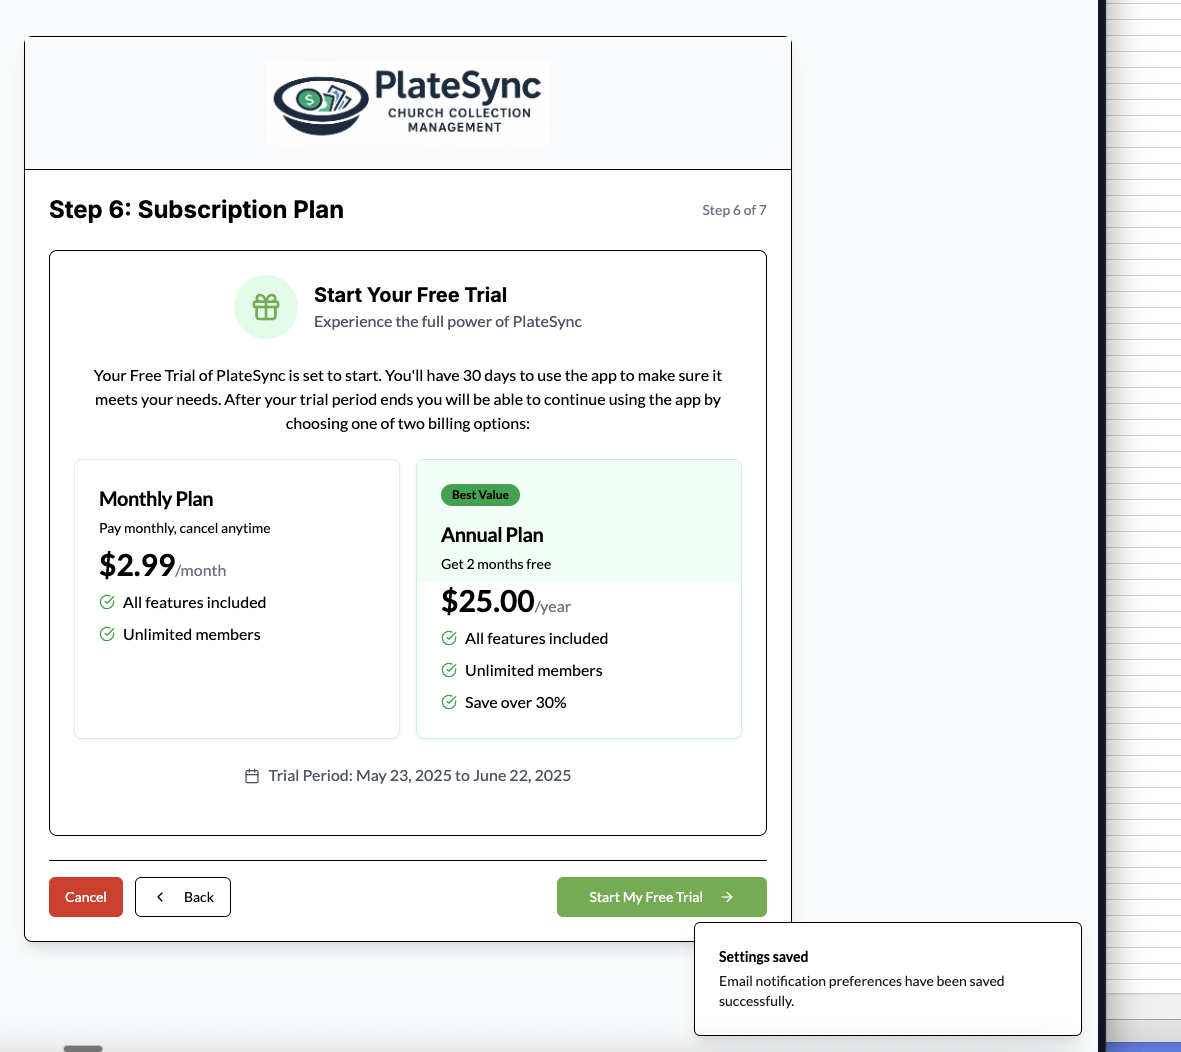 PlateSync
CHURCH COLLECTION
MANAGEMENT
Step 6: Subscription Plan
Step 6 of 7
Start Your Free Trial
Experience the full power of PlateSync
Your Free Trial of PlateSync is set to start. You'll have 30 days to use the app to make sure it
meets your needs. After your trial period ends you will be able to continue using the app by
choosing one of two billing options:
Monthly Plan
Pay monthly, cancel anytime
$2.99/month
All features included
Unlimited members
Best Value
Annual Plan
Get 2 months free
$25.00/year
All features included
Unlimited members
Save over 30%
Trial Period: May 23, 2025 to June 22, 2025
Cancel
Back
Start My Free Trial
Settings saved
Email notification preferences have been saved
successfully.